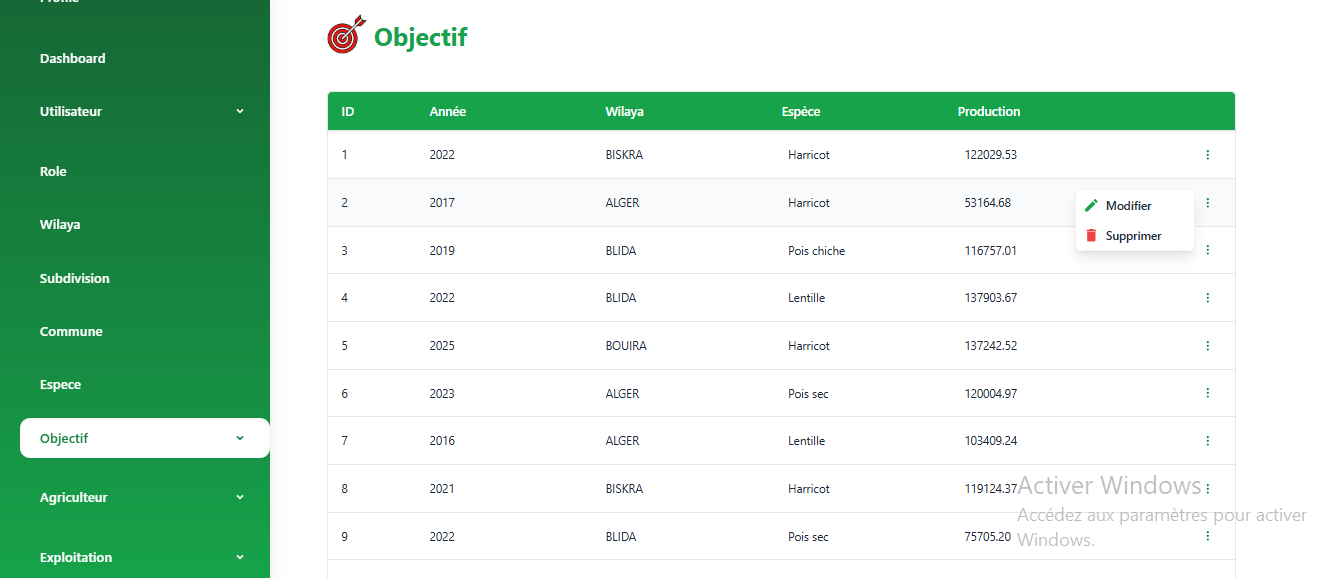 Profile
Dashboard
Utilisateur
Role
Wilaya
Subdivision
Commune
Espece
Objectif
Agriculteur
Exploitation
Objectif
ID Année Wilaya Espèce Production
1 2022 BISKRA Harricot 122029.53
2 2017 ALGER Harricot 53164.68
Modifier
Supprimer
3 2019 BLIDA Pois chiche 116757.01
4 2022 BLIDA Lentille 137903.67
5 2025 BOUIRA Harricot 137242.52
6 2023 ALGER Pois sec 120004.97
7 2016 ALGER Lentille 103409.24
8 2021 BISKRA Harricot 119124.37
9 2022 BLIDA Pois sec 75705.20
Activer Windows
Accédez aux paramètres pour activer
Windows.